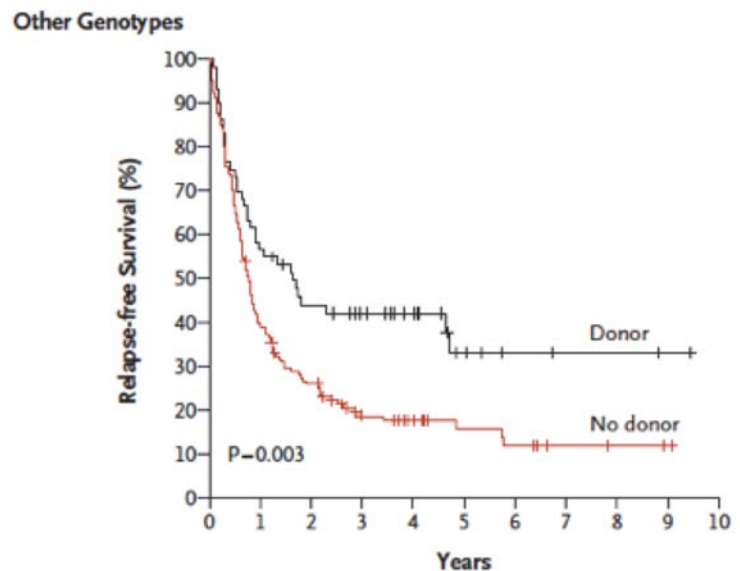 Other Genotypes
Relapse-free Survival (%)
100
90
80
70
60
50
40
30
20
10
0
Donor
No donor
P=0.003
0 1 2 3 4 5 6 7 8 9 10
Years